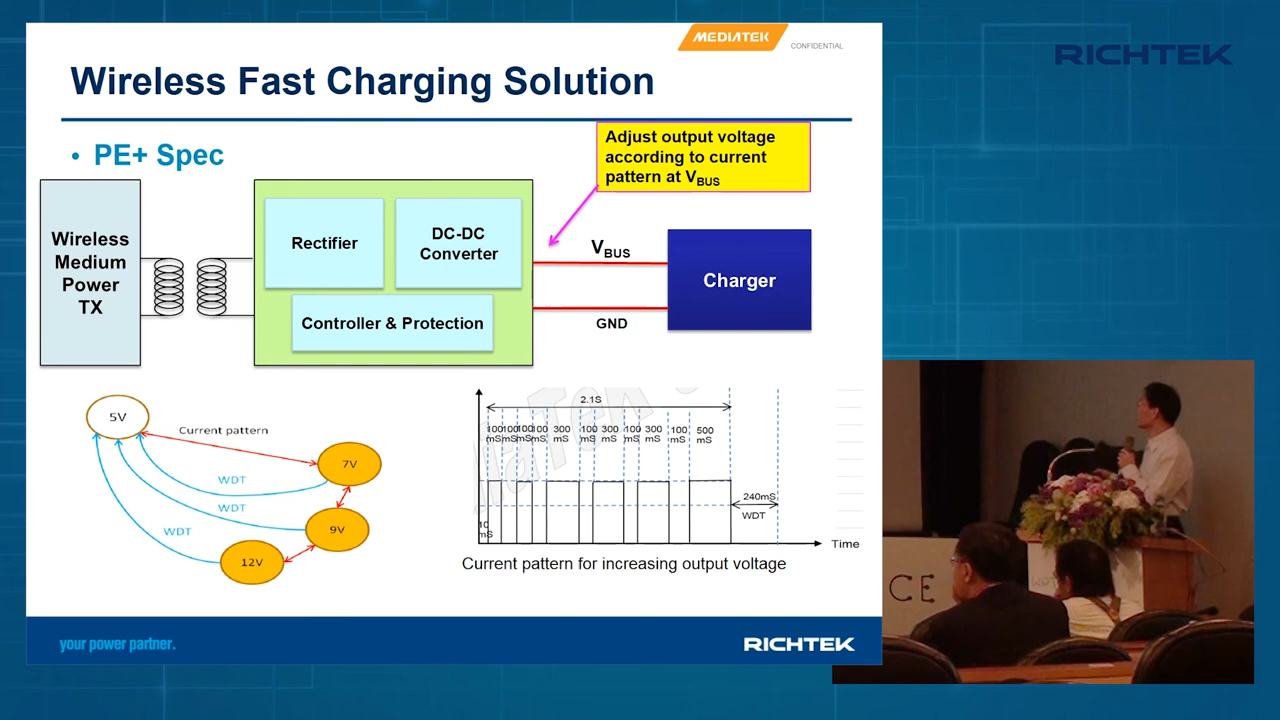 MEDIATEK
CONFIDENTIAL
RICHTEK
Wireless Fast Charging Solution
• PE+ Spec
Adjust output voltage
according to current
pattern at VBUS
Wireless
Medium
Power
TX
Rectifier
DC-DC
Converter
Controller & Protection
VBUS
GND
Charger
5V
Current pattern
7V
WDT
WDT
9V
WDT
12V
2.1S
100 100 100 100 300 100 300 100 300 100 500
mS mS mS mS mS mS mS mS mS mS mS
240mS
WDT
10
mS
Time
Current pattern for increasing output voltage
your power partner.
RICHTEK
CE